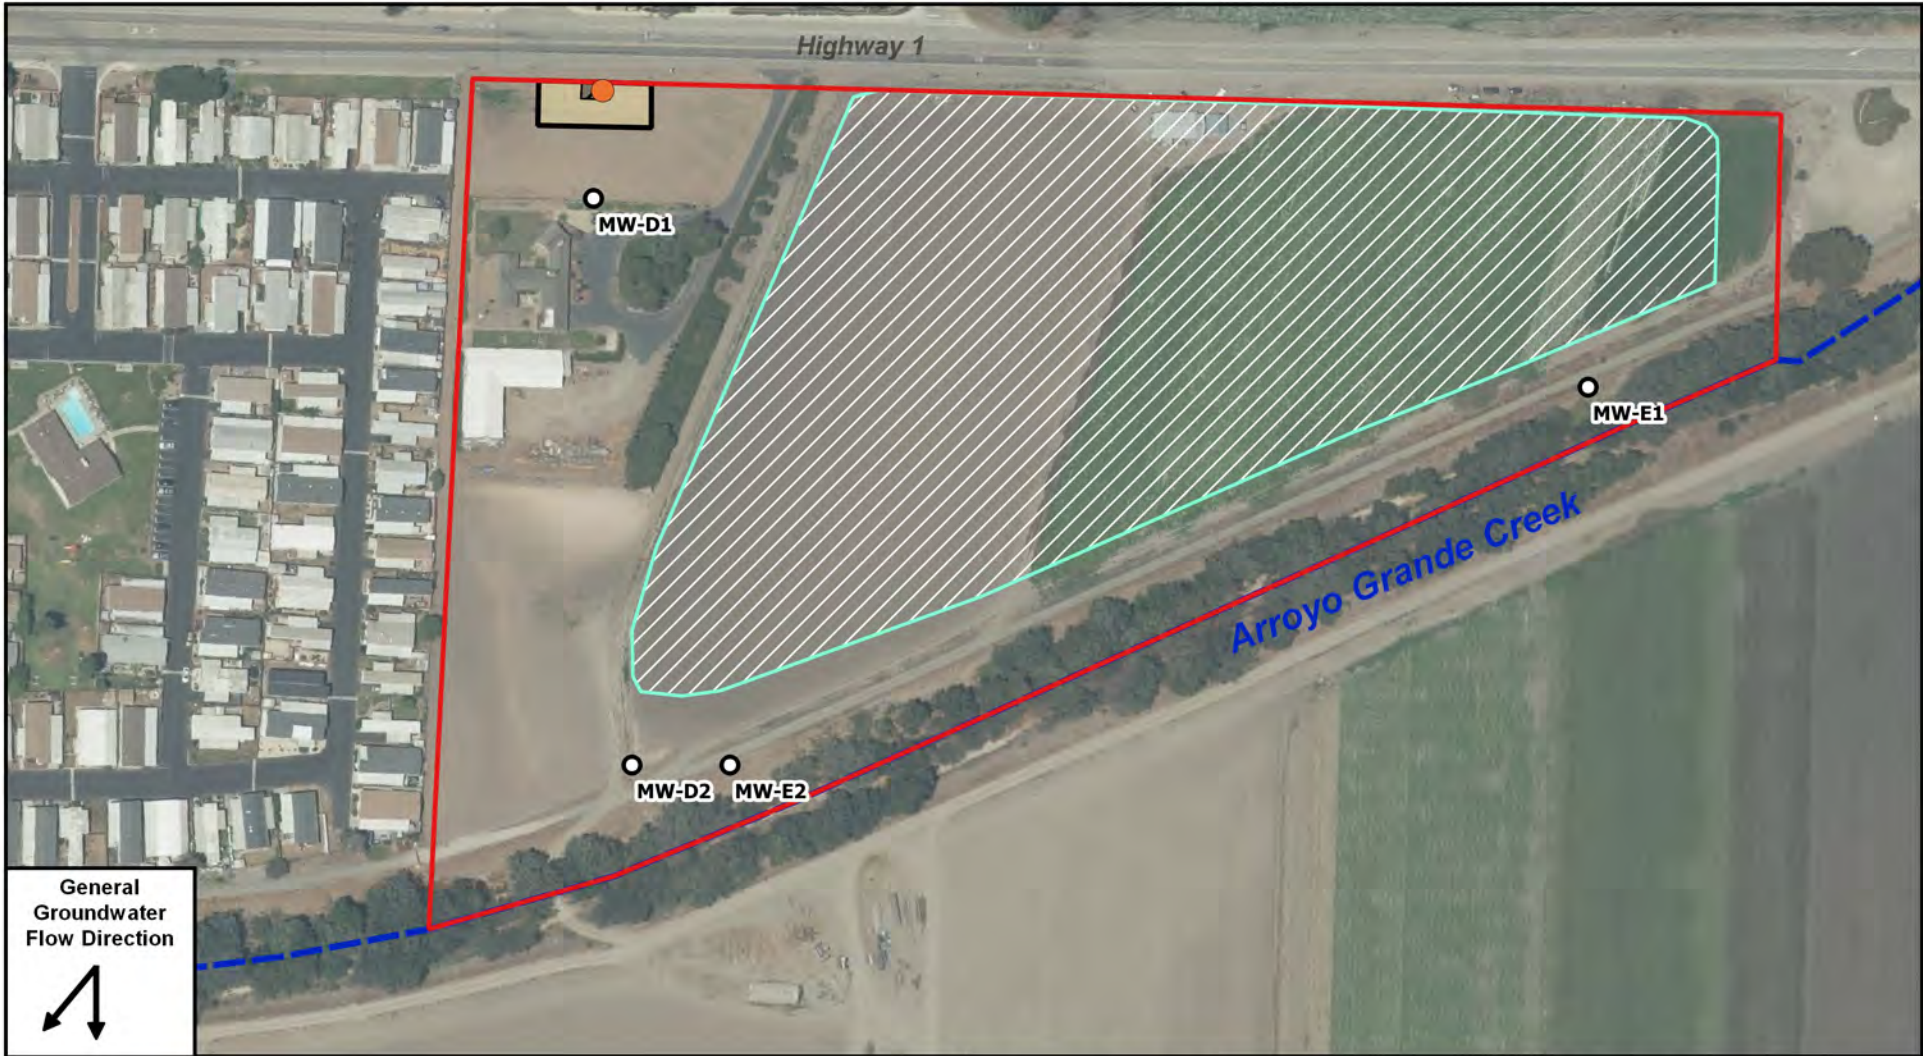 Highway 1
MW-D1
MW-E1
Arroyo Grande Creek
MW-D2
MW-E2
General
Groundwater
Flow Direction